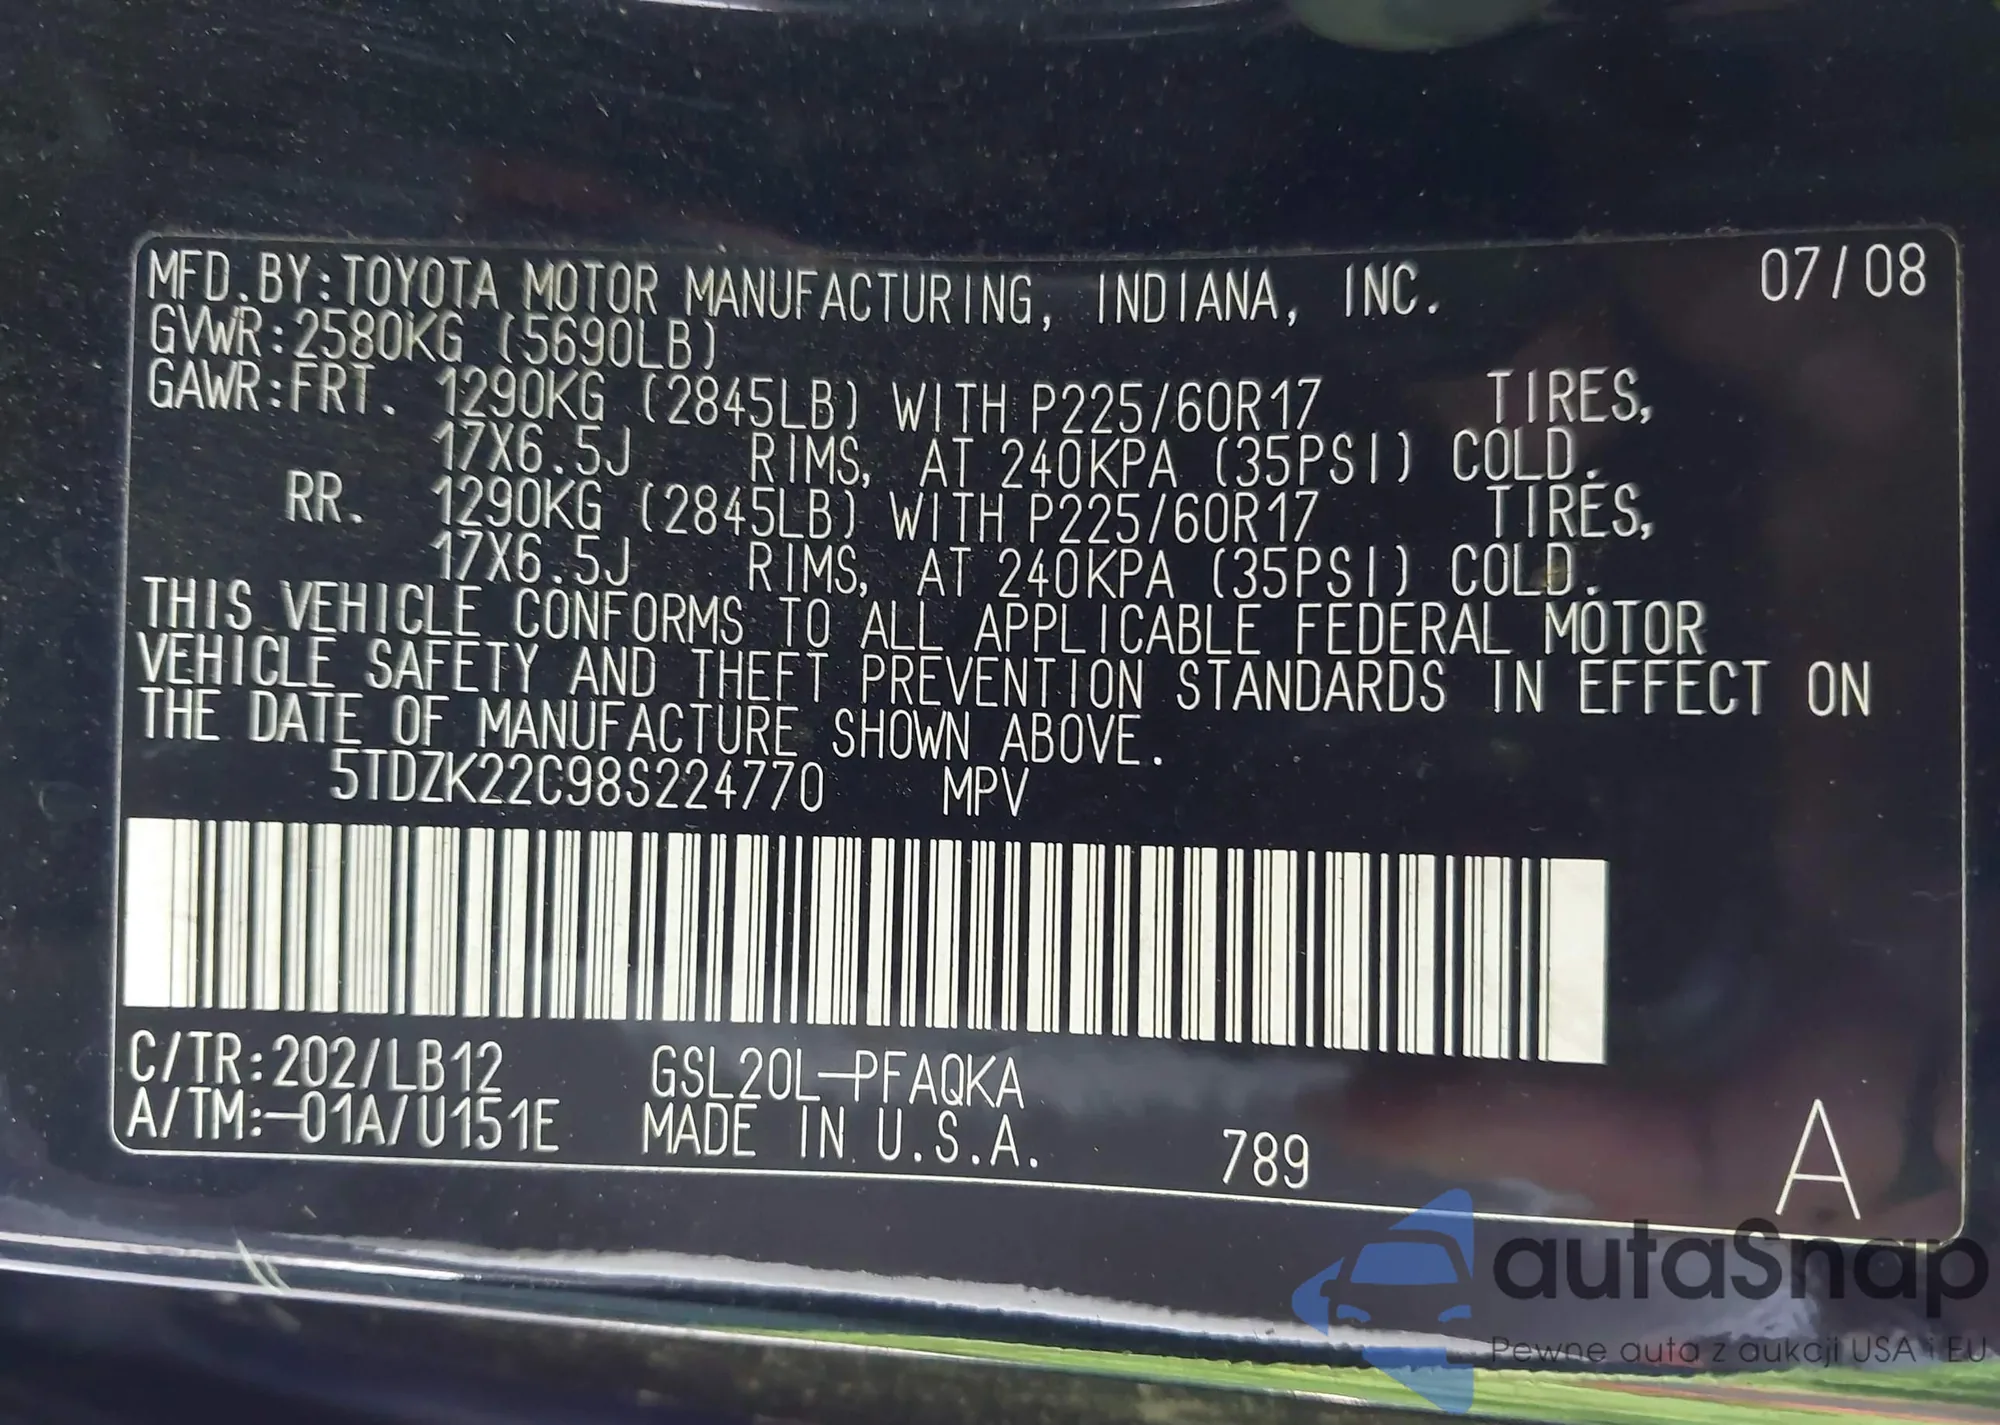 MFD.BY:TOYOTA MOTOR MANUFACTURING, INDIANA, INC. 07/08
GVWR:2580KG (5690LB)
GAWR:FRT. 1290KG (2845LB) WITH P225/60R17 TIRES,
17X6.5J RIMS, AT 240KPA (35PSI) COLD.
RR. 1290KG (2845LB) WITH P225/60R17 TIRES,
17X6.5J RIMS, AT 240KPA (35PSI) COLD.
THIS VEHICLE CONFORMS TO ALL APPLICABLE FEDERAL MOTOR
VEHICLE SAFETY AND THEFT PREVENTION STANDARDS IN EFFECT ON
THE DATE OF MANUFACTURE SHOWN ABOVE.
5TDZK22C98S224770 MPV
C/TR:202/LB12 GSL20L-PFAQKA
A/TM:-01A/U151E MADE IN U.S.A. 789 A
autaSnap
Pewne auta z aukcji USA i EU